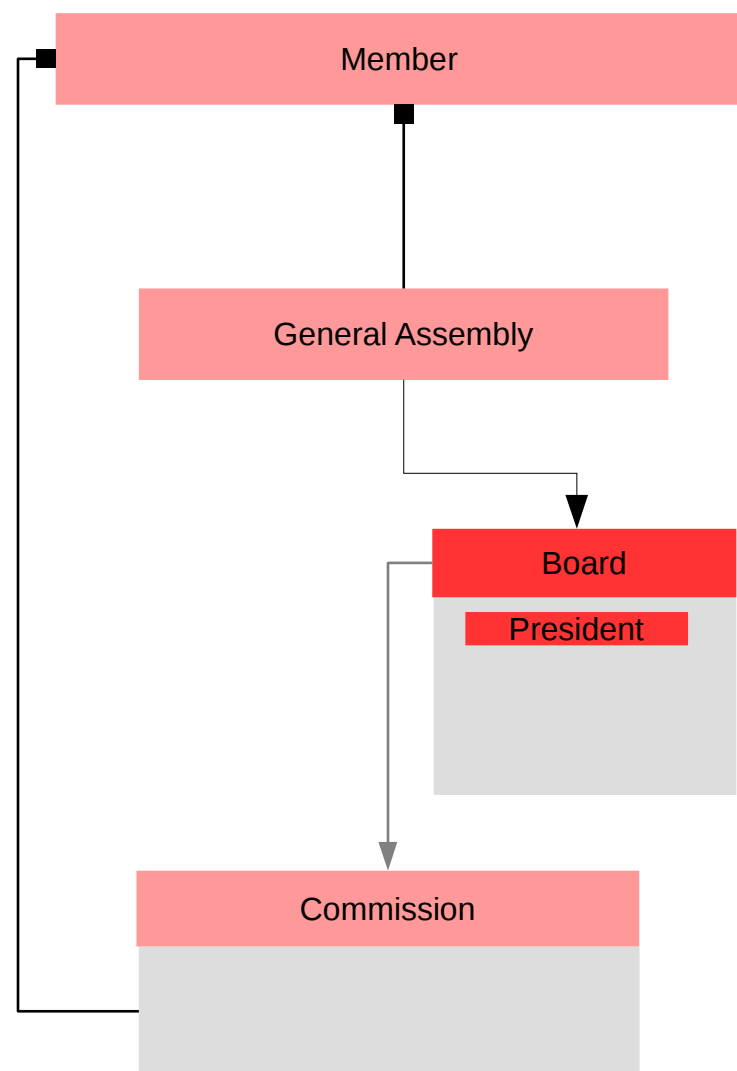 Member
General Assembly
Board
President
Commission